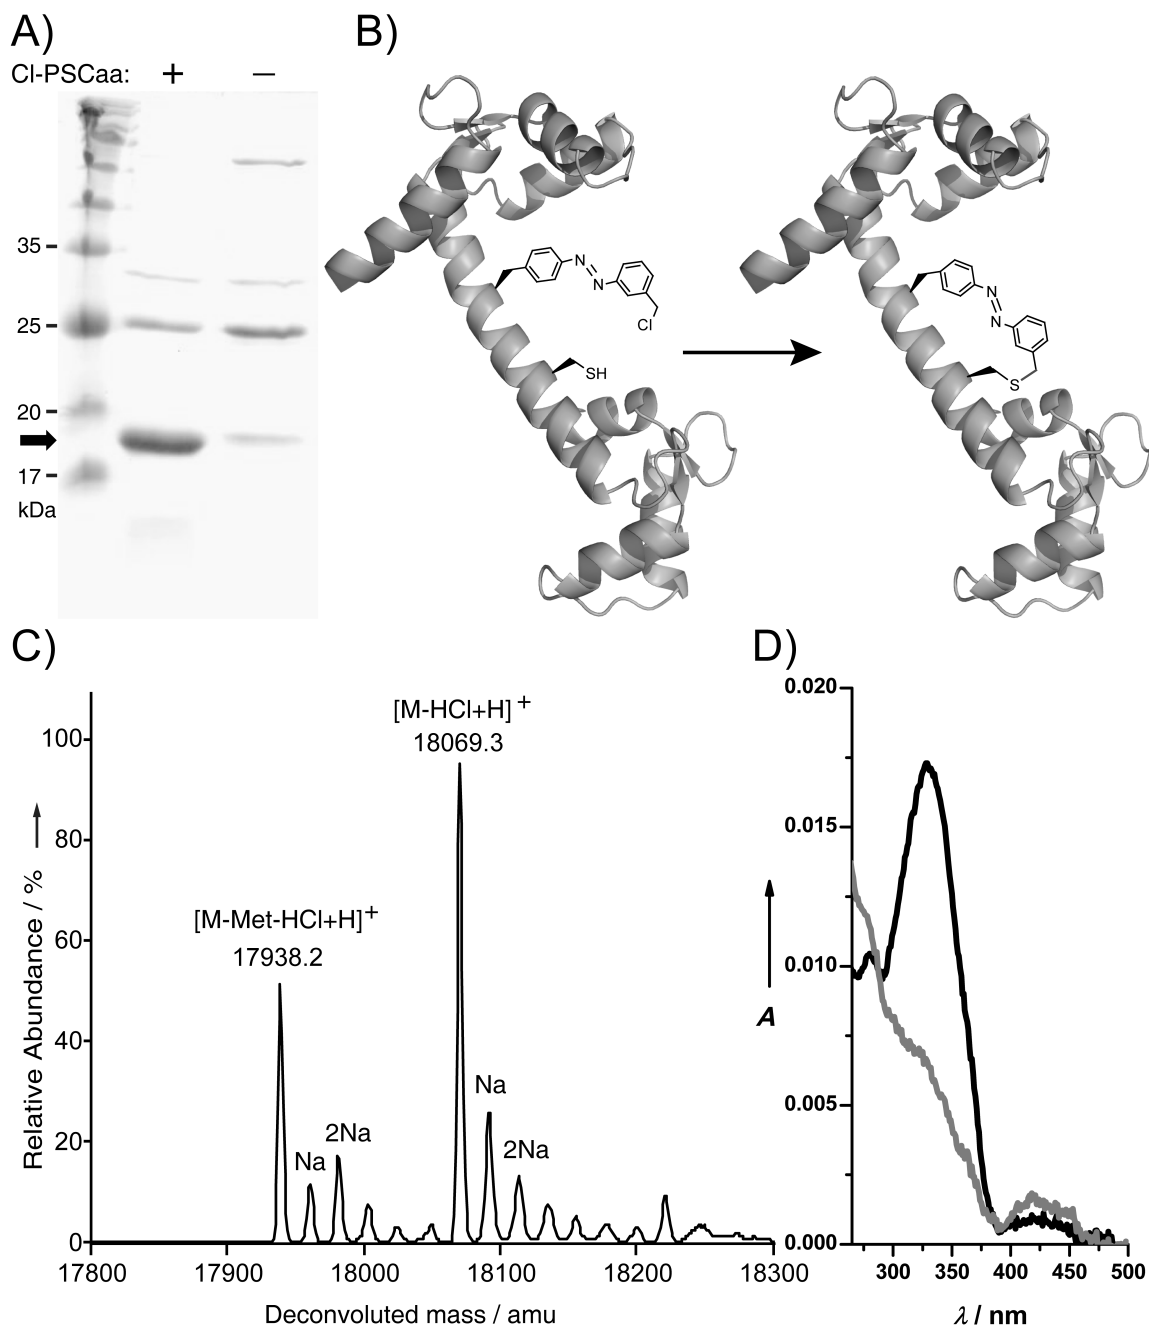 A)
Cl-PSCaa: + −
35
25
20
17
kDa
B)
N
N
Cl
SH
N
N
S
C)
[M-HCl+H]+
18069.3
[M-Met-HCl+H]+
17938.2
Na
2Na
Na
2Na
100
80
60
40
20
0
Relative Abundance / %
17800 17900 18000 18100 18200 18300
Deconvoluted mass / amu
D)
0.020
0.015
0.010
0.005
0.000
A
300 350 400 450 500
λ / nm